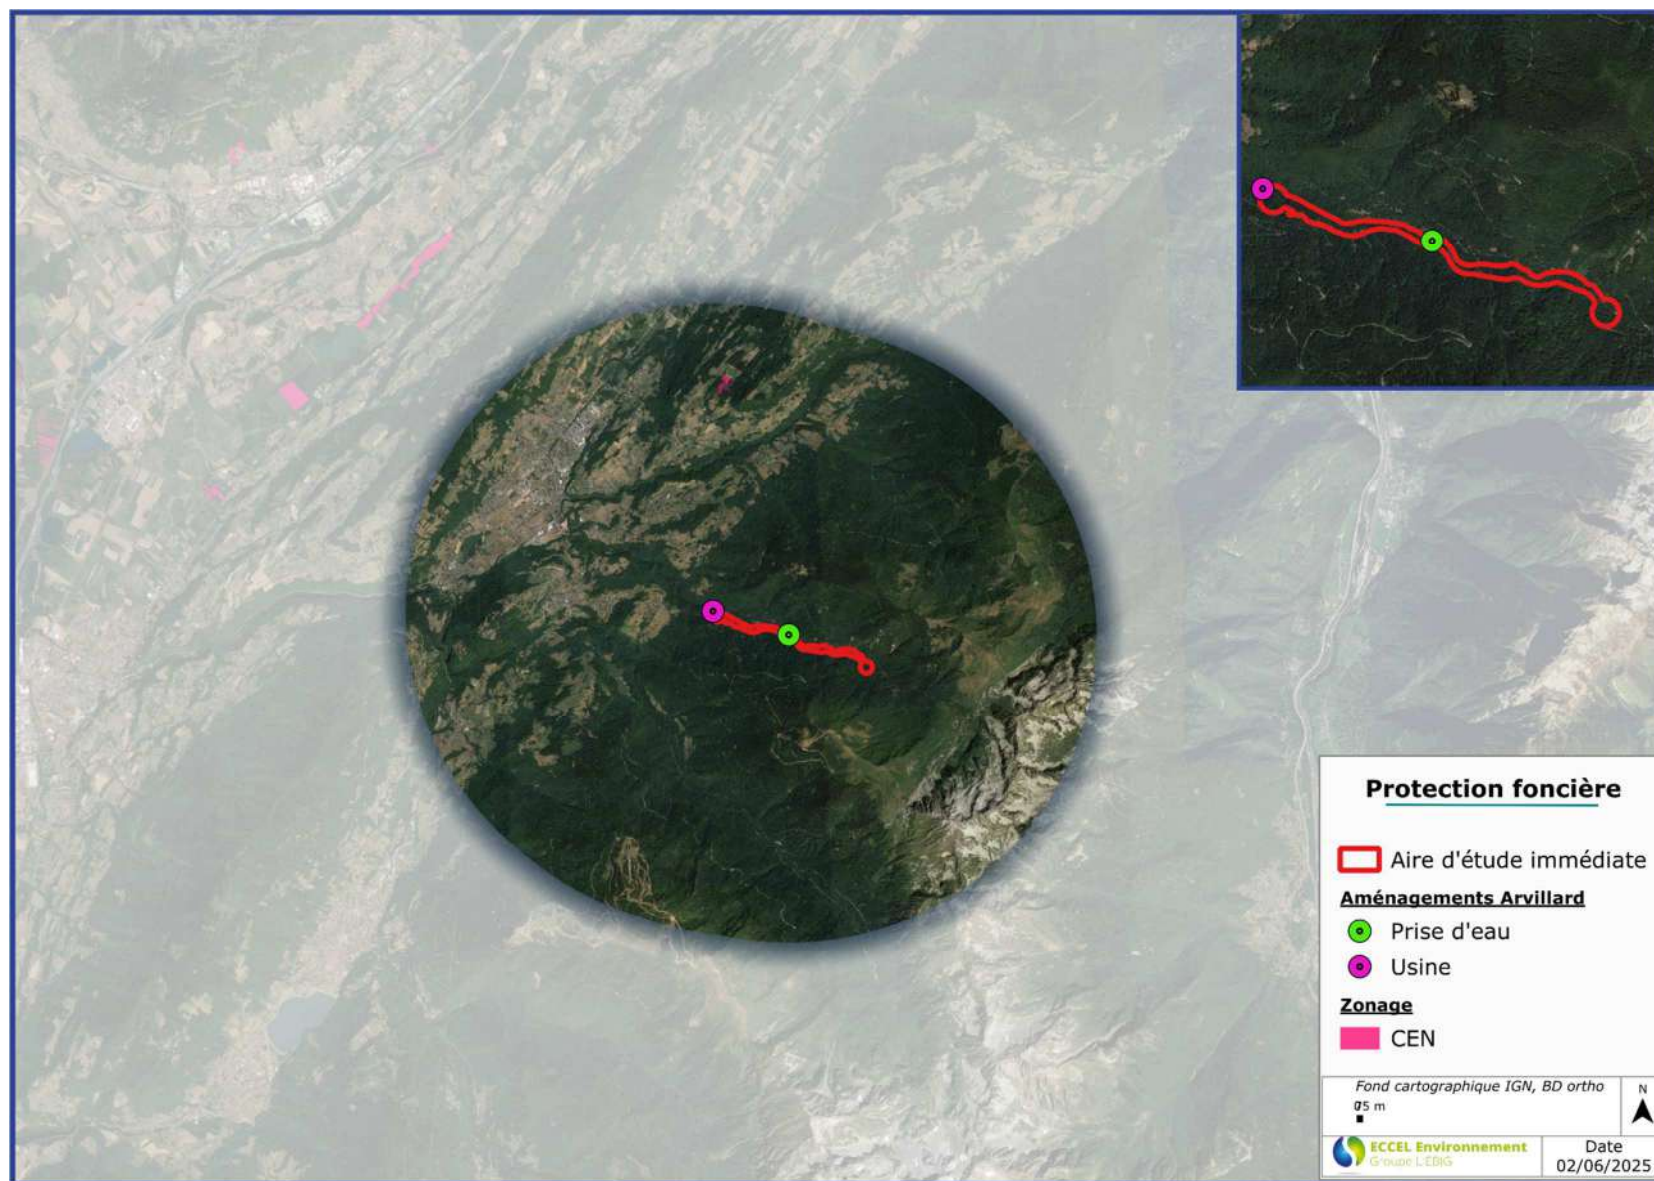 Protection foncière
Aire d'étude immédiate
Aménagements Arvillard
Prise d'eau
Usine
Zonage
CEN
Fond cartographique IGN, BD ortho
75 m
N
ECCEL Environnement
Groupe
Date
02/06/2025